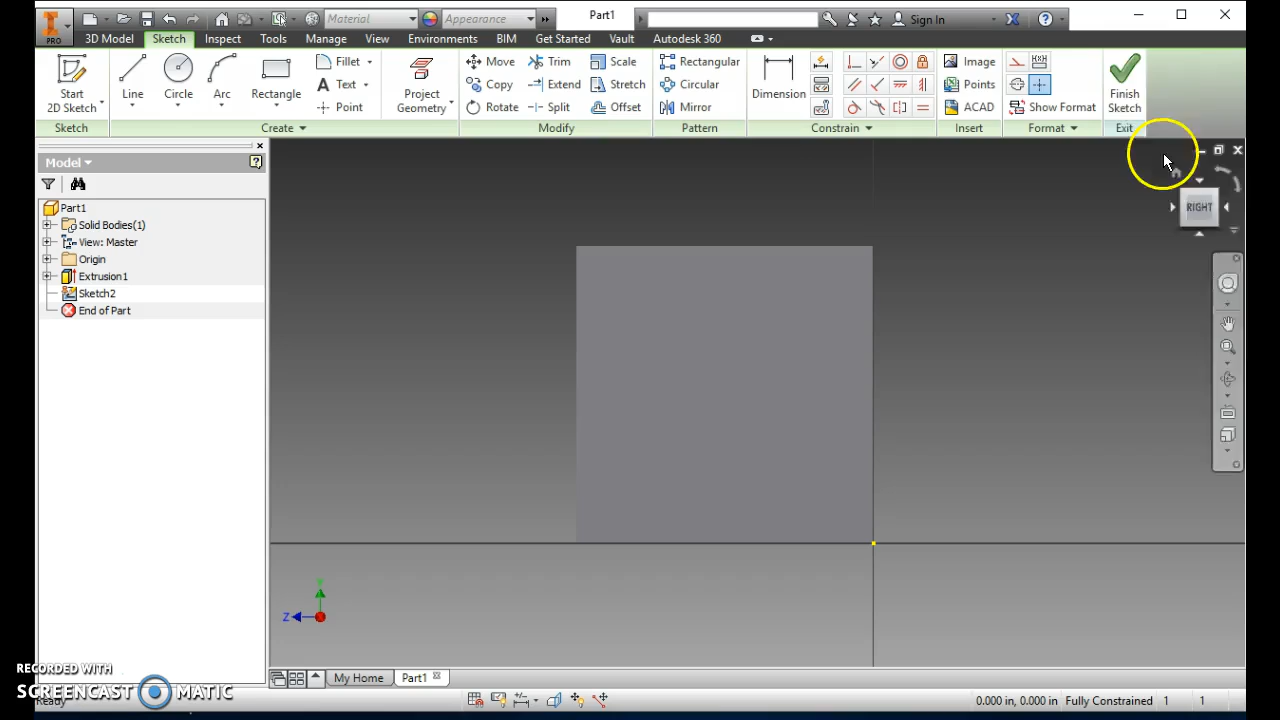 Material
Appearance
Part1
Sign In
PRO
3D Model Sketch Inspect Tools Manage View Environments BIM Get Started Vault Autodesk 360
Start
2D Sketch
Line
Circle
Arc
Rectangle
Fillet
Text
Point
Project
Geometry
Move
Copy
Rotate
Trim
Extend
Split
Scale
Stretch
Offset
Rectangular
Circular
Mirror
Dimension
Image
Points
ACAD
Show Format
Finish
Sketch
Sketch Create Modify Pattern Constrain Insert Format Exit
Model
Part1
Solid Bodies(1)
View: Master
Origin
Extrusion1
Sketch2
End of Part
RIGHT
Y
Z
My Home
Part1
RECORDED WITH
SCREENCAST MATIC
Ready
0.000 in, 0.000 in Fully Constrained 1 1